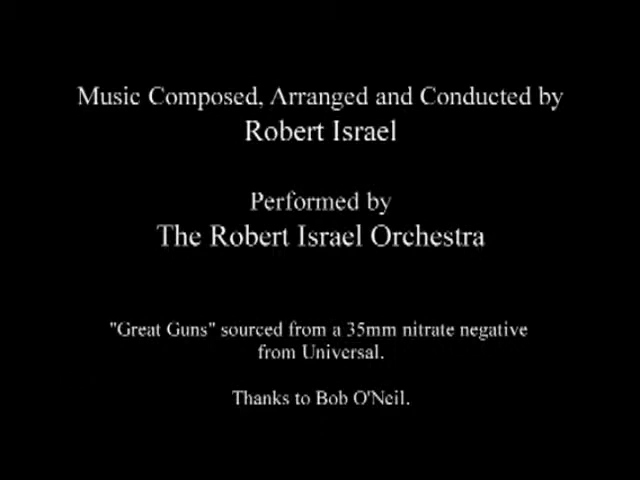 Music Composed, Arranged and Conducted by
Robert Israel
Performed by
The Robert Israel Orchestra
"Great Guns" sourced from a 35mm nitrate negative
from Universal.
Thanks to Bob O'Neil.